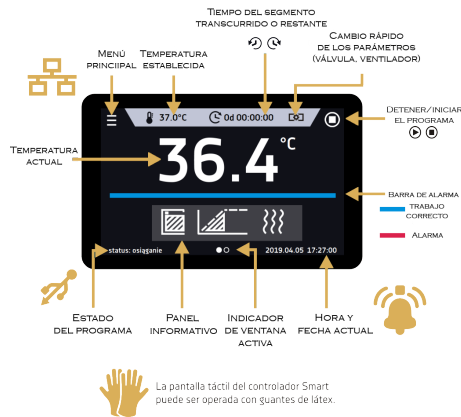 TIEMPO DEL SEGMENTO
TRANSCURRIDO O RESTANTE
CAMBIO RÁPIDO
DE LOS PARÁMETROS
(VÁLVULA, VENTILADOR)
MENÚ
PRINCIIPAL
TEMPERATURA
ESTABLECIDA
DETENER/INICIAR
EL PROGRAMA
37.0°C
0d 00:00:00
TEMPERATURA
ACTUAL
36.4°C
BARRA DE ALARMA
TRABAJO
CORRECTO
ALARMA
status: osiąganie
2019.04.05 17:27:00
ESTADO
DEL PROGRAMA
PANEL
INFORMATIVO
INDICADOR
DE VENTANA
ACTIVA
HORA Y
FECHA ACTUAL
La pantalla táctil del controlador Smart
puede ser operada con guantes de látex.